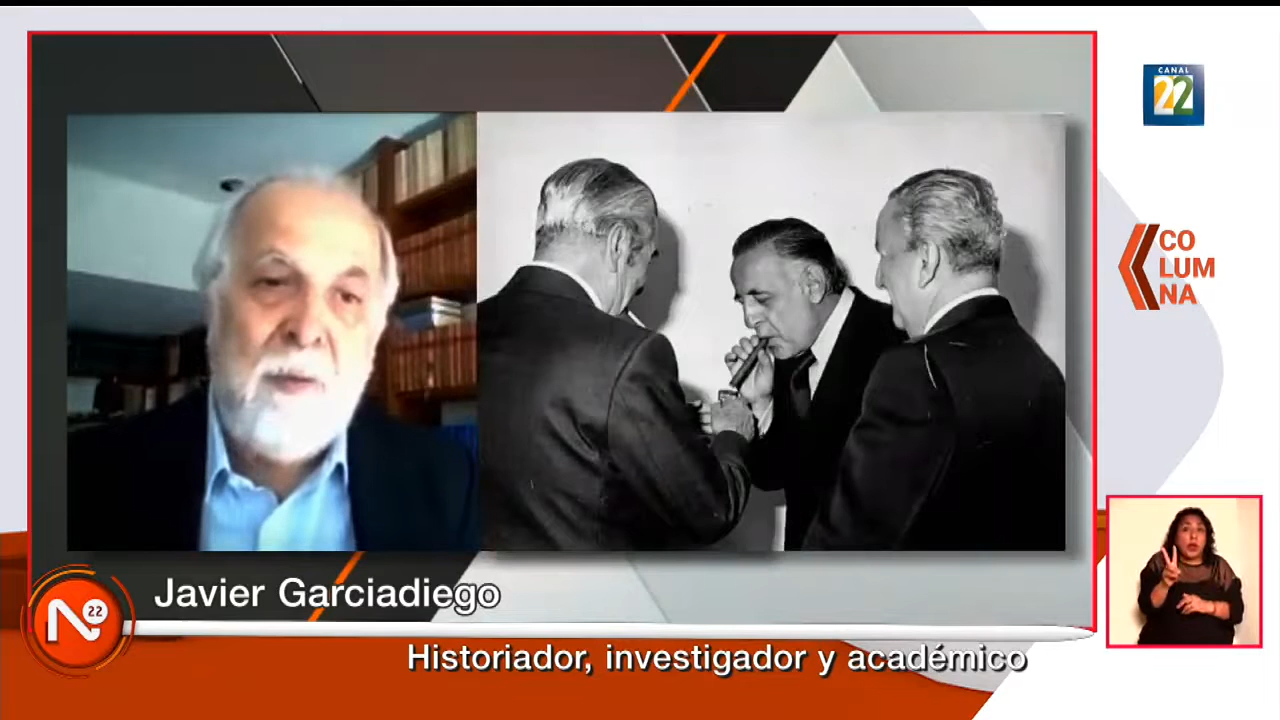 CANAL
22
CO
LUM
NA
Javier Garciadiego
N 22
Historiador, investigador y académico